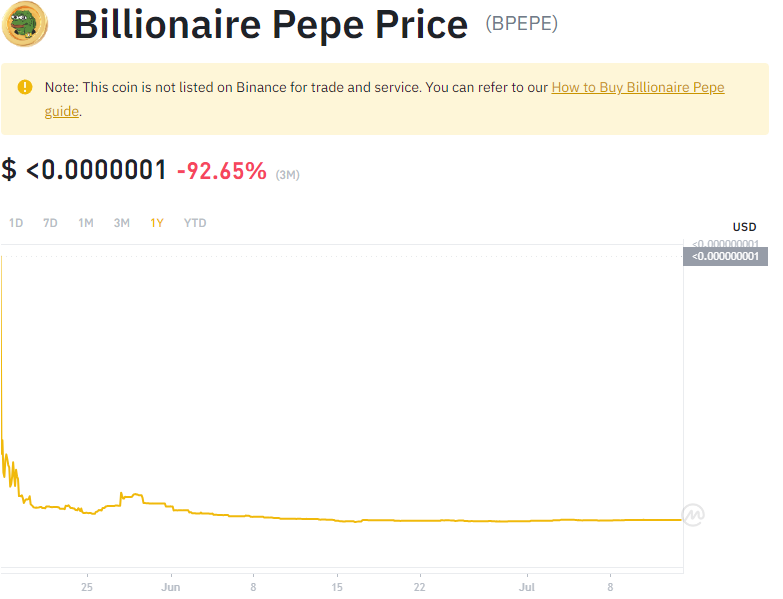 Billionaire Pepe Price (BPEPE)
Note: This coin is not listed on Binance for trade and service. You can refer to our How to Buy Billionaire Pepe
guide.
$ <0.0000001 -92.65% (3M)
1D 7D 1M 3M 1Y YTD
USD
<0.000000001
<0.000000001
25 Jun 8 15 22 Jul 8